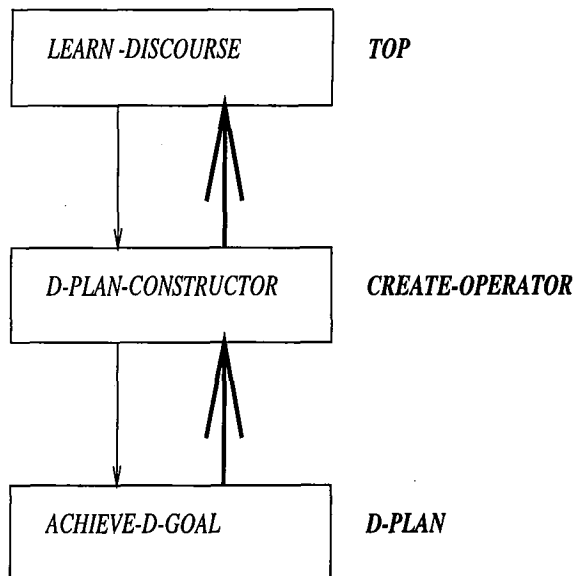 LEARN -DISCOURSE TOP
D-PLAN-CONSTRUCTOR CREATE-OPERATOR
ACHIEVE-D-GOAL D-PLAN